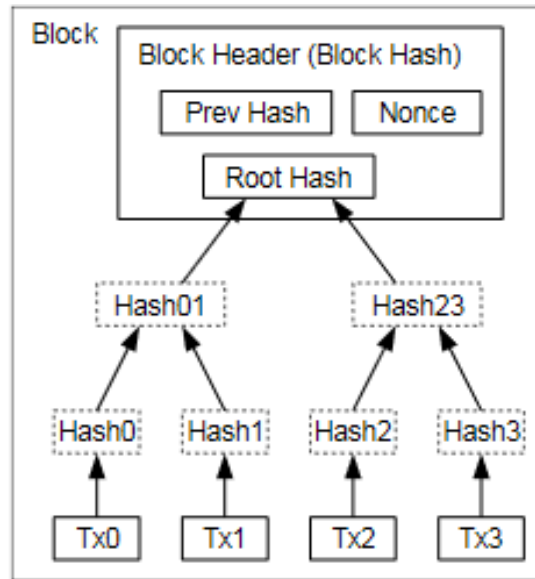 Block
Block Header (Block Hash)
Prev Hash Nonce
Root Hash
Hash01 Hash23
Hash0 Hash1 Hash2 Hash3
Tx0 Tx1 Tx2 Tx3